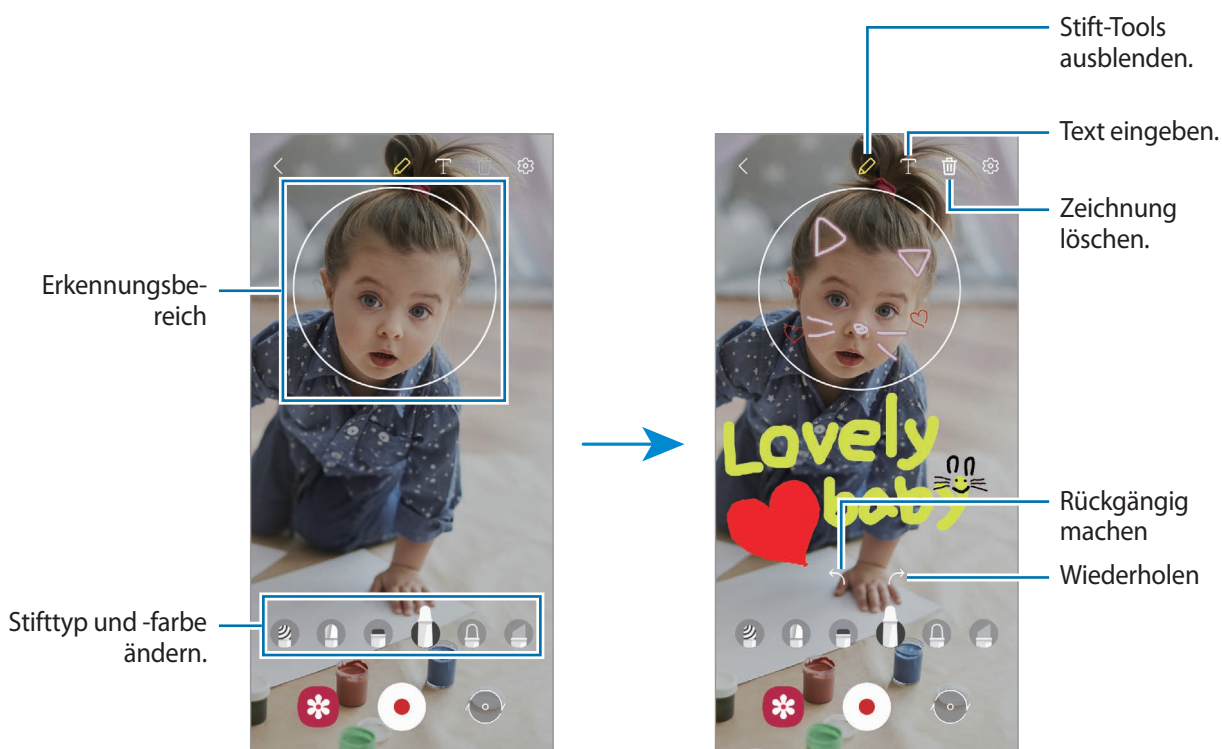 Stift-Tools
ausblenden.
Text eingeben.
Zeichnung
löschen.
Erkennungsbe-
reich
Lovely
baby
Rückgängig
machen
Wiederholen
Stifttyp und -farbe
ändern.